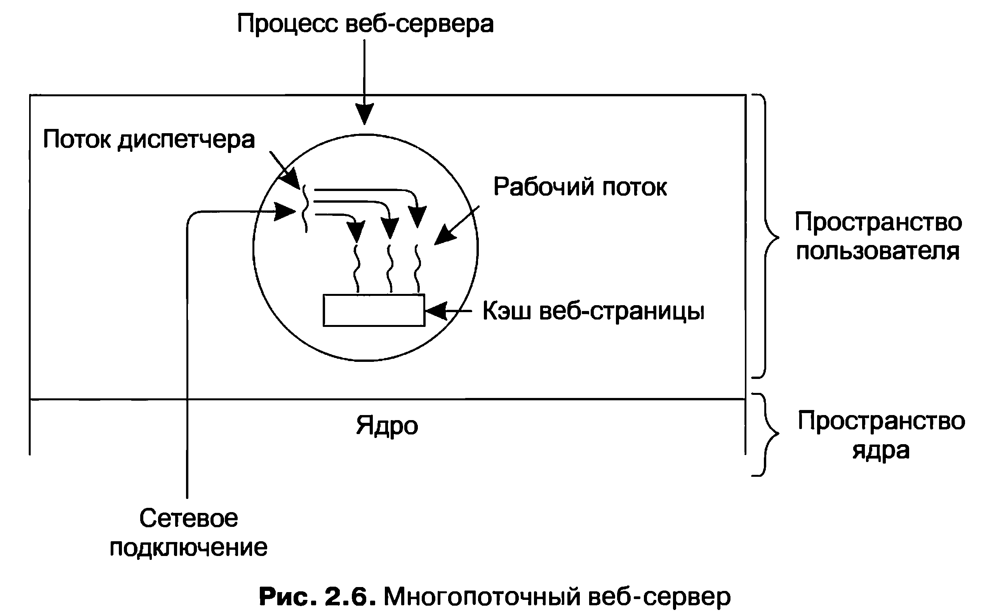 Процесс веб-сервера
Поток диспетчера
Рабочий поток
Пространство
пользователя
Кэш веб-страницы
Ядро
Пространство
ядра
Сетевое
подключение
Рис. 2.6. Многопоточный веб-сервер